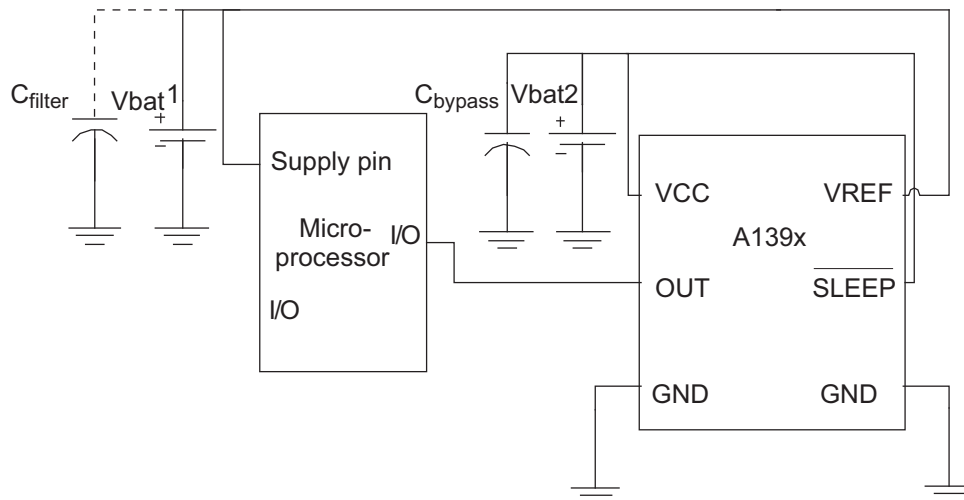 Cfilter
Vbat1
+
–
Supply pin
Micro-
processor
I/O
I/O
Cbypass
Vbat2
+
–
VCC
VREF
A139x
OUT
SLEEP
GND
GND